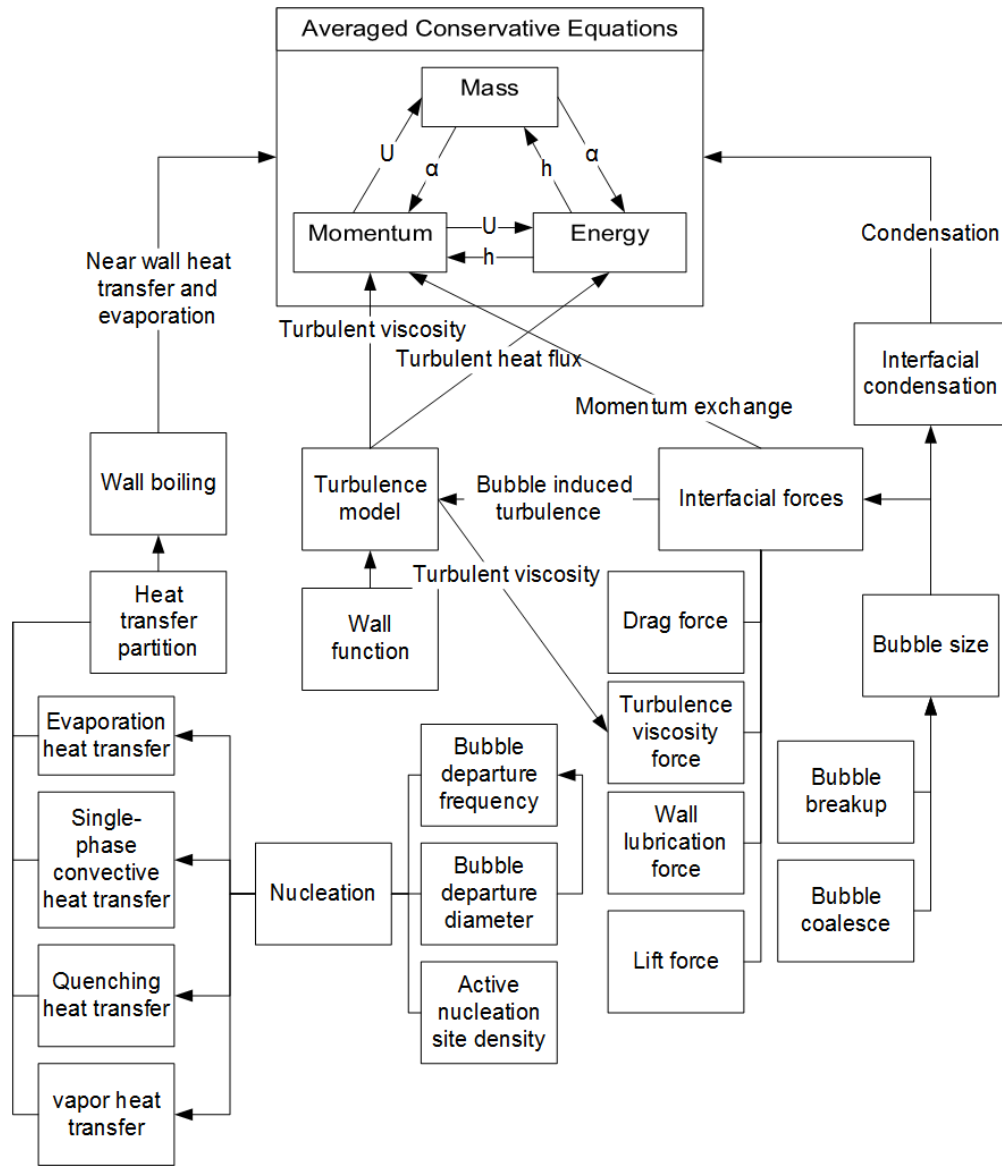 Averaged Conservative Equations
Mass
U
α
h
α
Momentum
U
h
Energy
Near wall heat
transfer and
evaporation
Condensation
Turbulent viscosity
Turbulent heat flux
Momentum exchange
Interfacial
condensation
Wall boiling
Turbulence
model
Bubble induced
turbulence
Interfacial forces
Turbulent viscosity
Heat
transfer
partition
Wall
function
Drag force
Bubble size
Evaporation
heat transfer
Single-
phase
convective
heat transfer
Quenching
heat transfer
vapor heat
transfer
Nucleation
Bubble
departure
frequency
Bubble
departure
diameter
Active
nucleation
site density
Turbulence
viscosity
force
Wall
lubrication
force
Lift force
Bubble
breakup
Bubble
coalesce